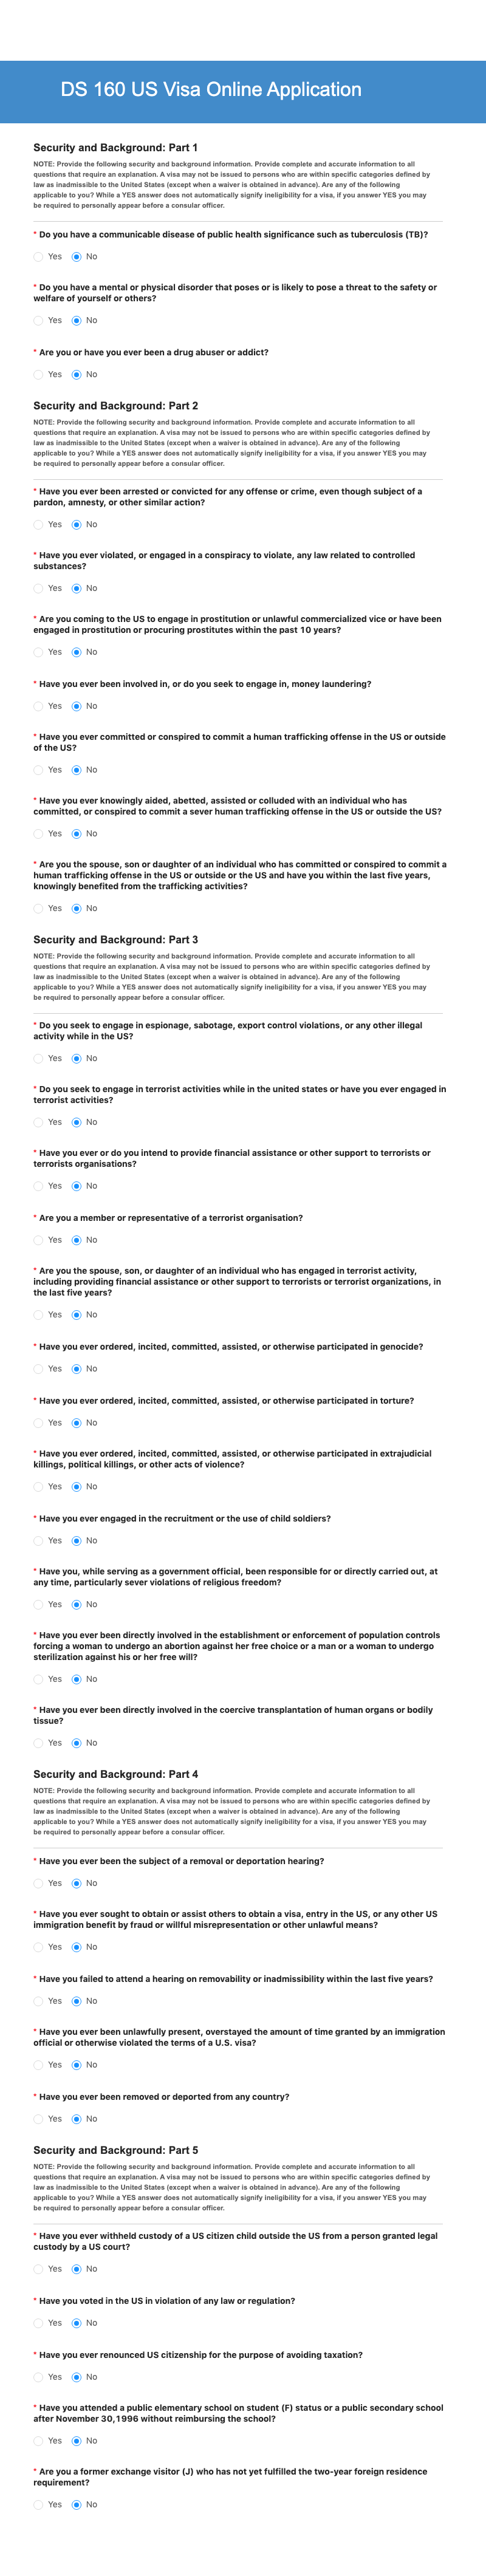 DS 160 US Visa Online Application
Security and Background: Part 1
NOTE: Provide the following security and background information. Provide complete and accurate information to all
questions that require an explanation. A visa may not be issued to persons who are within specific categories defined by
law as inadmissible to the United States (except when a waiver is obtained in advance). Are any of the following
applicable to you? While a YES answer does not automatically signify ineligibility for a visa, if you answer YES you may
be required to personally appear before a consular officer.
* Do you have a communicable disease of public health significance such as tuberculosis (TB)?
Yes No
* Do you have a mental or physical disorder that poses or is likely to pose a threat to the safety or
welfare of yourself or others?
Yes No
* Are you or have you ever been a drug abuser or addict?
Yes No
Security and Background: Part 2
NOTE: Provide the following security and background information. Provide complete and accurate information to all
questions that require an explanation. A visa may not be issued to persons who are within specific categories defined by
law as inadmissible to the United States (except when a waiver is obtained in advance). Are any of the following
applicable to you? While a YES answer does not automatically signify ineligibility for a visa, if you answer YES you may
be required to personally appear before a consular officer.
* Have you ever been arrested or convicted for any offense or crime, even though subject of a
pardon, amnesty, or other similar action?
Yes No
* Have you ever violated, or engaged in a conspiracy to violate, any law related to controlled
substances?
Yes No
* Are you coming to the US to engage in prostitution or unlawful commercialized vice or have been
engaged in prostitution or procuring prostitutes within the past 10 years?
Yes No
* Have you ever been involved in, or do you seek to engage in, money laundering?
Yes No
* Have you ever committed or conspired to commit a human trafficking offense in the US or outside
of the US?
Yes No
* Have you ever knowingly aided, abetted, assisted or colluded with an individual who has
committed, or conspired to commit a sever human trafficking offense in the US or outside the US?
Yes No
* Are you the spouse, son or daughter of an individual who has committed or conspired to commit a
human trafficking offense in the US or outside or the US and have you within the last five years,
knowingly benefited from the trafficking activities?
Yes No
Security and Background: Part 3
NOTE: Provide the following security and background information. Provide complete and accurate information to all
questions that require an explanation. A visa may not be issued to persons who are within specific categories defined by
law as inadmissible to the United States (except when a waiver is obtained in advance). Are any of the following
applicable to you? While a YES answer does not automatically signify ineligibility for a visa, if you answer YES you may
be required to personally appear before a consular officer.
* Do you seek to engage in espionage, sabotage, export control violations, or any other illegal
activity while in the US?
Yes No
* Do you seek to engage in terrorist activities while in the united states or have you ever engaged in
terrorist activities?
Yes No
* Have you ever or do you intend to provide financial assistance or other support to terrorists or
terrorists organisations?
Yes No
* Are you a member or representative of a terrorist organisation?
Yes No
* Are you the spouse, son, or daughter of an individual who has engaged in terrorist activity,
including providing financial assistance or other support to terrorists or terrorist organizations, in
the last five years?
Yes No
* Have you ever ordered, incited, committed, assisted, or otherwise participated in genocide?
Yes No
* Have you ever ordered, incited, committed, assisted, or otherwise participated in torture?
Yes No
* Have you ever ordered, incited, committed, assisted, or otherwise participated in extrajudicial
killings, political killings, or other acts of violence?
Yes No
* Have you ever engaged in the recruitment or the use of child soldiers?
Yes No
* Have you, while serving as a government official, been responsible for or directly carried out, at
any time, particularly sever violations of religious freedom?
Yes No
* Have you ever been directly involved in the establishment or enforcement of population controls
forcing a woman to undergo an abortion against her free choice or a man or a woman to undergo
sterilization against his or her free will?
Yes No
* Have you ever been directly involved in the coercive transplantation of human organs or bodily
tissue?
Yes No
Security and Background: Part 4
NOTE: Provide the following security and background information. Provide complete and accurate information to all
questions that require an explanation. A visa may not be issued to persons who are within specific categories defined by
law as inadmissible to the United States (except when a waiver is obtained in advance). Are any of the following
applicable to you? While a YES answer does not automatically signify ineligibility for a visa, if you answer YES you may
be required to personally appear before a consular officer.
* Have you ever been the subject of a removal or deportation hearing?
Yes No
* Have you ever sought to obtain or assist others to obtain a visa, entry in the US, or any other US
immigration benefit by fraud or willful misrepresentation or other unlawful means?
Yes No
* Have you failed to attend a hearing on removability or inadmissibility within the last five years?
Yes No
* Have you ever been unlawfully present, overstayed the amount of time granted by an immigration
official or otherwise violated the terms of a U.S. visa?
Yes No
* Have you ever been removed or deported from any country?
Yes No
Security and Background: Part 5
NOTE: Provide the following security and background information. Provide complete and accurate information to all
questions that require an explanation. A visa may not be issued to persons who are within specific categories defined by
law as inadmissible to the United States (except when a waiver is obtained in advance). Are any of the following
applicable to you? While a YES answer does not automatically signify ineligibility for a visa, if you answer YES you may
be required to personally appear before a consular officer.
* Have you ever withheld custody of a US citizen child outside the US from a person granted legal
custody by a US court?
Yes No
* Have you voted in the US in violation of any law or regulation?
Yes No
* Have you ever renounced US citizenship for the purpose of avoiding taxation?
Yes No
* Have you attended a public elementary school on student (F) status or a public secondary school
after November 30,1996 without reimbursing the school?
Yes No
* Are you a former exchange visitor (J) who has not yet fulfilled the two-year foreign residence
requirement?
Yes No